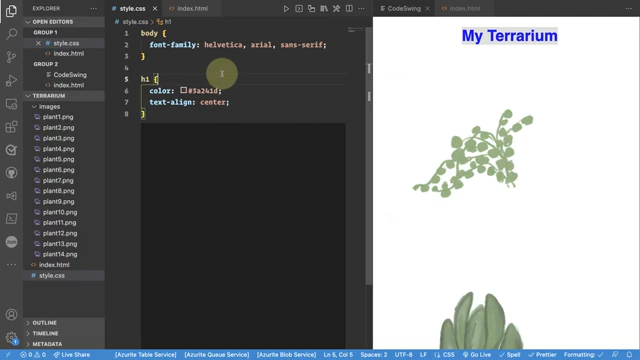 EXPLORER
OPEN EDITORS
GROUP 1
style.css
index.html
GROUP 2
CodeSwing
index.html
TERRARIUM
images
plant1.png
plant2.png
plant3.png
plant4.png
plant5.png
plant6.png
plant7.png
plant8.png
plant9.png
plant10.png
plant11.png
plant12.png
plant13.png
plant14.png
index.html
style.css
OUTLINE
TIMELINE
METADATA
style.css
index.html
style.css > h1
1 body {
2 font-family: helvetica, arial, sans-serif;
3 }
4
5 h1 {
6 color: #3a241d;
7 text-align: center;
8 }
CodeSwing
index.html
My Terrarium
0 0 0 Live Share
[Azurite Table Service] [Azurite Queue Service] [Azurite Blob Service] Ln 5, Col 5 Spaces: 2 UTF-8 LF CSS Go Live Spell Prettier Formatting: